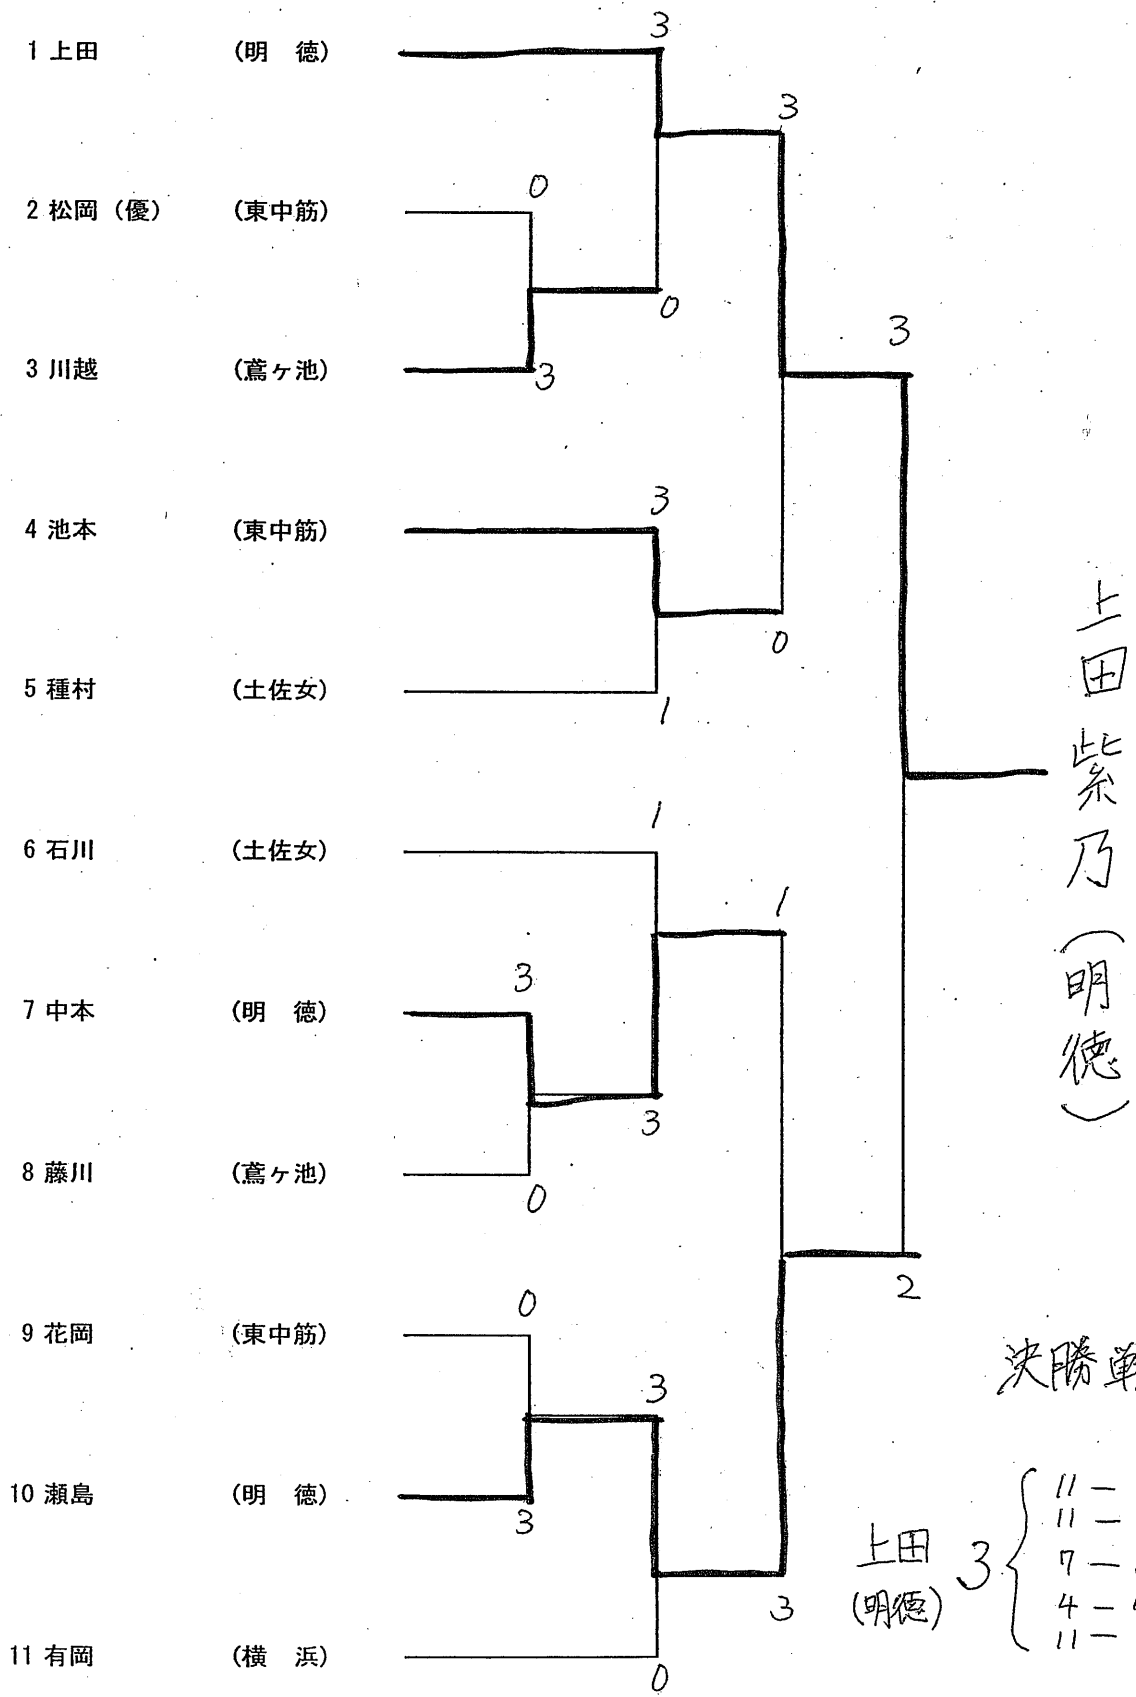 3
1 上田 (明 徳)
3
0
2 松岡（優） (東中筋)
0
3
3 川越 (鳶ヶ池)
3
3
4 池本 (東中筋)
0
5 種村 (土佐女)
1
1
6 石川 (土佐女)
1
3
7 中本 (明 徳)
3
8 藤川 (鳶ヶ池)
0
2
0
9 花岡 (東中筋)
3
10 瀬島 (明 徳)
3
3
11 有岡 (横 浜)
0
上田紫乃(明徳)
決勝戦
上田
(明徳)
3
11 —
11 —
7 —
4 —
11 —